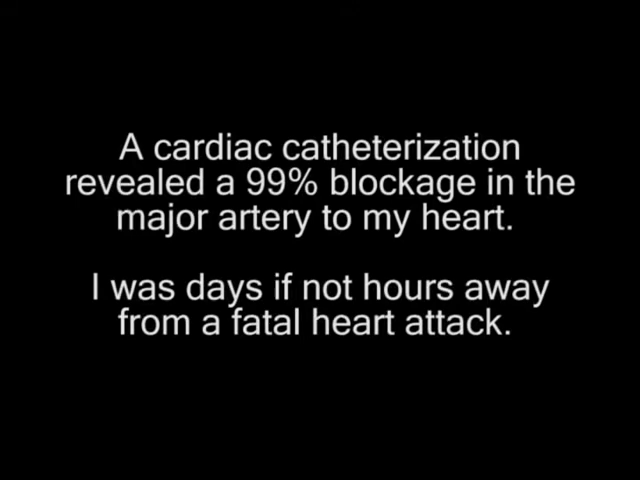 A cardiac catheterization
revealed a 99% blockage in the
major artery to my heart.
I was days if not hours away
from a fatal heart attack.